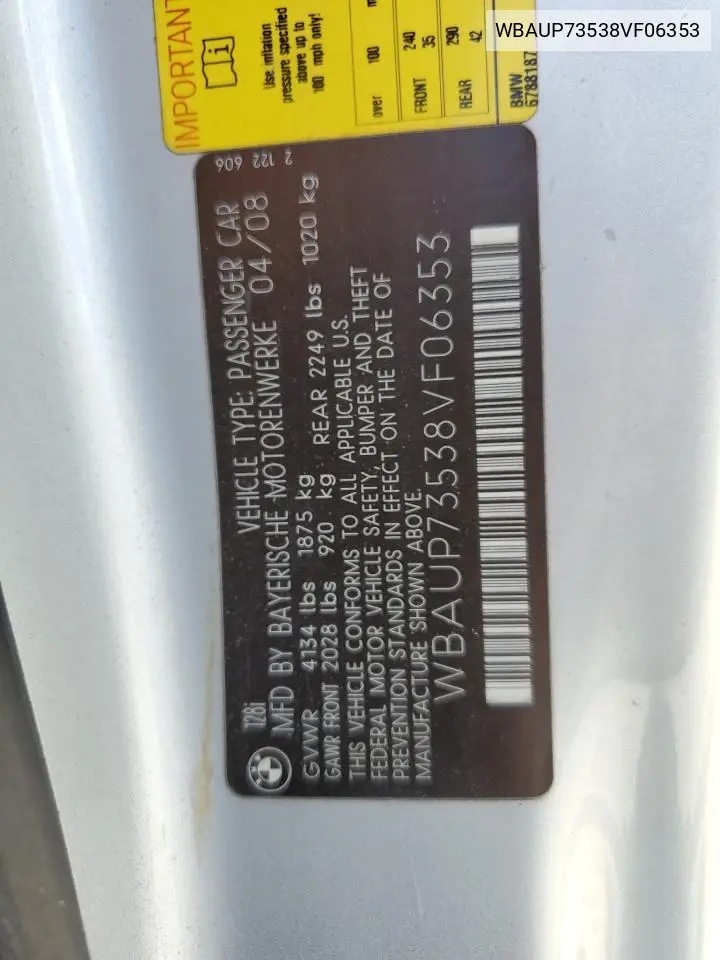 WBAUP73538VF06353
IMPORTANT
Use inflation
pressure specified
above up to
100 mph only!
over 100 m
FRONT 240 35
REAR 290 42
BMW
6788187
2 122 606
128i VEHICLE TYPE: PASSENGER CAR
MFD BY BAYERISCHE MOTORENWERKE 04/08
GVWR 4134 lbs 1875 kg
GAWR FRONT 2028 lbs 920 kg REAR 2249 lbs 1020 kg
THIS VEHICLE CONFORMS TO ALL APPLICABLE U.S.
FEDERAL MOTOR VEHICLE SAFETY, BUMPER AND THEFT
PREVENTION STANDARDS IN EFFECT ON THE DATE OF
MANUFACTURE SHOWN ABOVE.
WBAUP73538VF06353